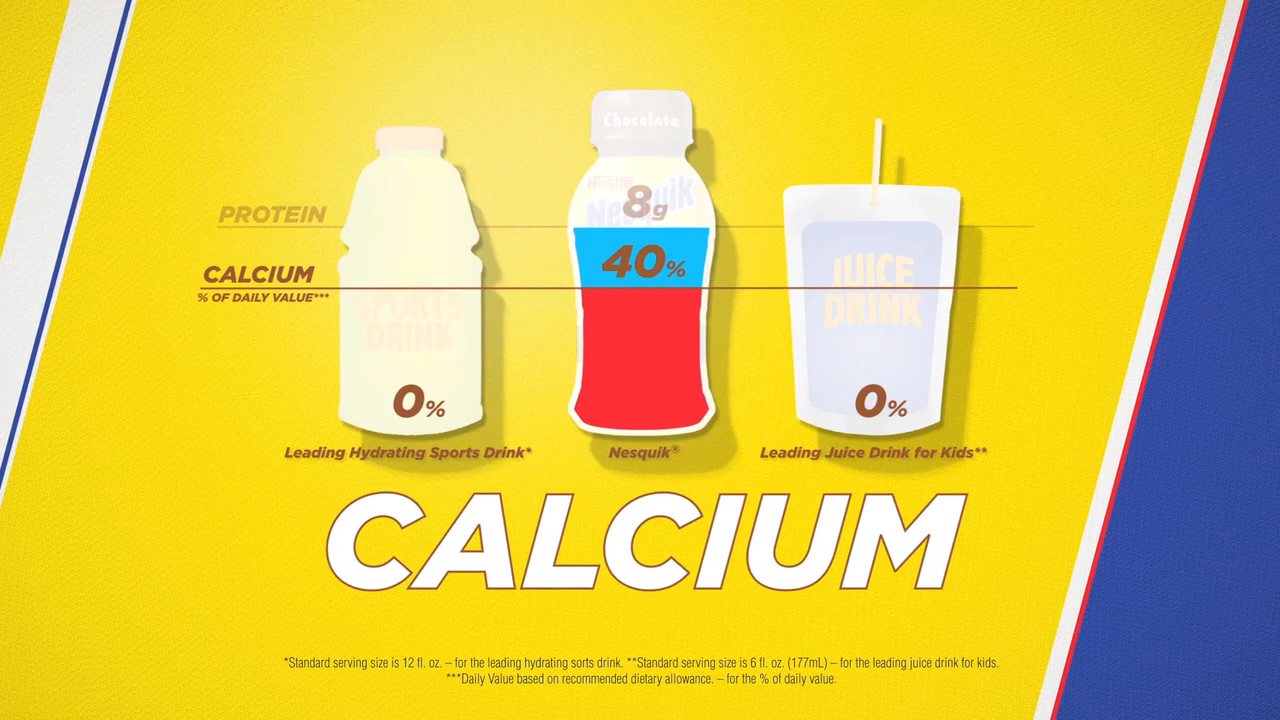 Chocolate
Nestlé
Nesquik
8g
PROTEIN
40%
CALCIUM
% OF DAILY VALUE***
SPORTS
DRINK
JUICE
DRINK
0%
0%
Leading Hydrating Sports Drink*
Nesquik®
Leading Juice Drink for Kids**
CALCIUM
*Standard serving size is 12 fl. oz. – for the leading hydrating sorts drink. **Standard serving size is 6 fl. oz. (177mL) – for the leading juice drink for kids.
***Daily Value based on recommended dietary allowance. – for the % of daily value.